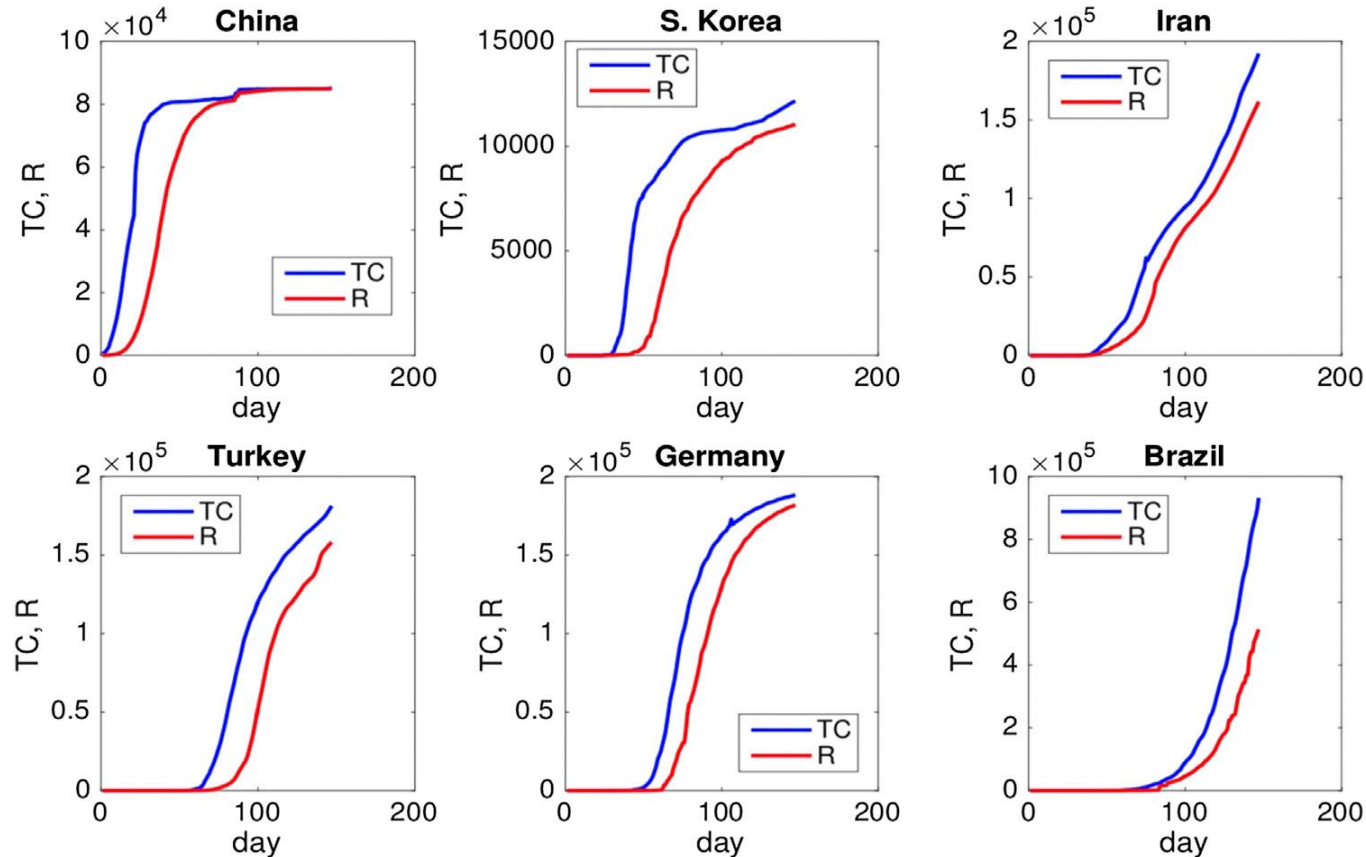 China
×10⁴
10
8
6
4
2
0
TC, R
TC
R
0 100 200
day
S. Korea
15000
10000
5000
0
TC, R
TC
R
0 100 200
day
Iran
×10⁵
2
1.5
1
0.5
0
TC, R
TC
R
0 100 200
day
Turkey
×10⁵
2
1.5
1
0.5
0
TC, R
TC
R
0 100 200
day
Germany
×10⁵
2
1.5
1
0.5
0
TC, R
TC
R
0 100 200
day
Brazil
×10⁵
10
8
6
4
2
0
TC, R
TC
R
0 100 200
day